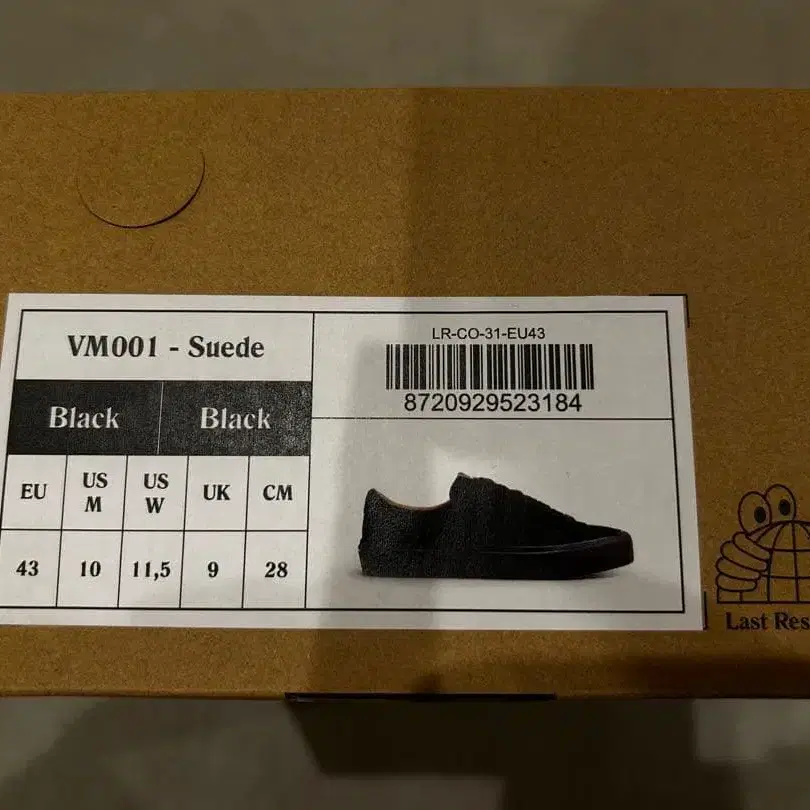 VM001 - Suede
Black Black
EU US M US W UK CM
43 10 11,5 9 28
LR-CO-31-EU43
8720929523184
Last